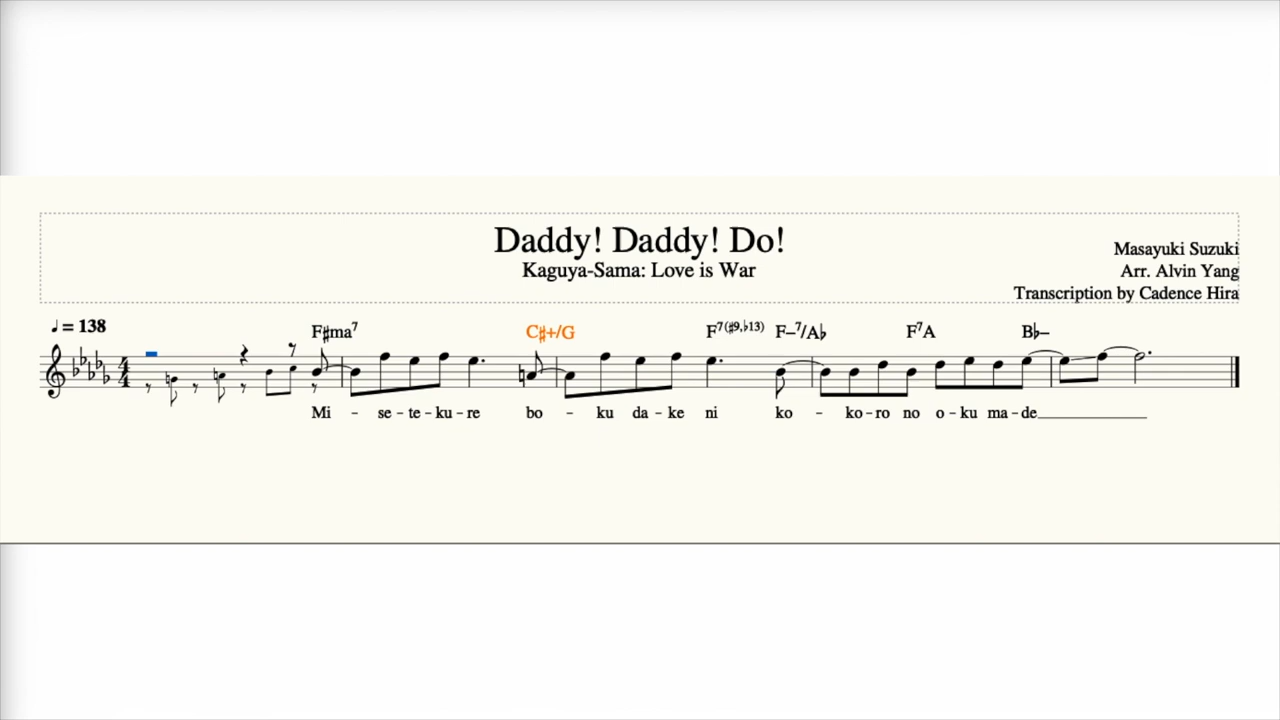 Daddy! Daddy! Do!
Kaguya-Sama: Love is War
Masayuki Suzuki
Arr. Alvin Yang
Transcription by Cadence Hira
♩ = 138
F♯ma7 C♯+/G F7(♯9,♭13) F–7/A♭ F7A B♭–
4/4
Mi – se – te – ku – re bo – ku da – ke ni ko – ko – ro no o – ku ma – de